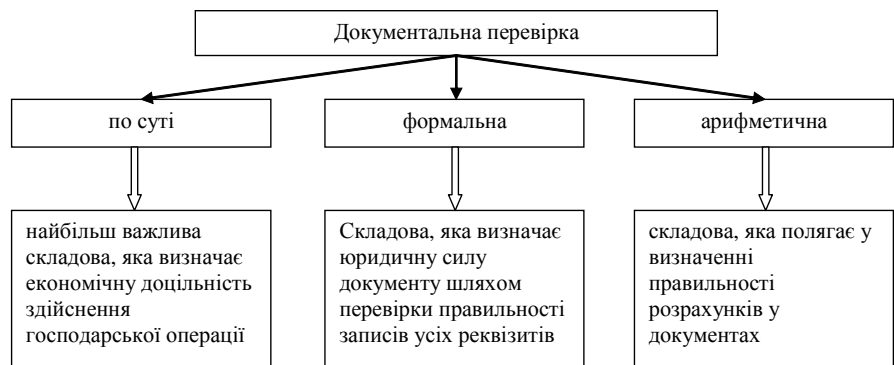 Документальна перевірка
по суті
формальна
арифметична
найбільш важлива
складова, яка визначає
економічну доцільність
здійснення
господарської операції
Складова, яка визначає
юридичну силу
документу шляхом
перевірки правильності
записів усіх реквізитів
складова, яка полягає у
визначенні
правильності
розрахунків у
документах